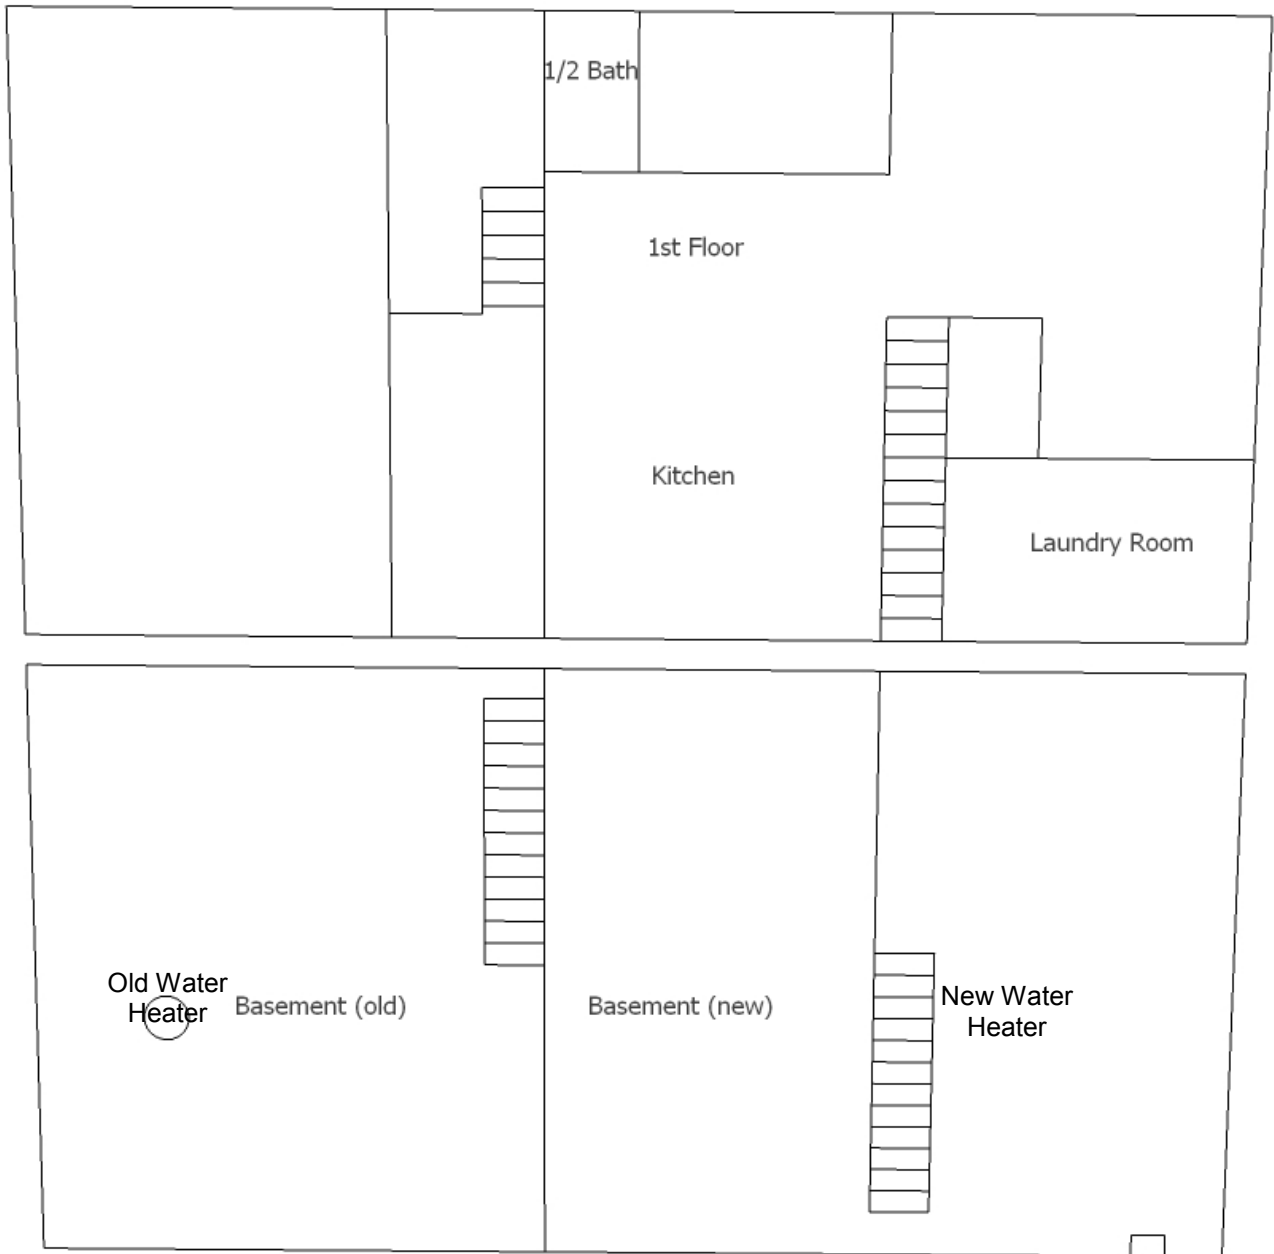 1/2 Bath
1st Floor
Kitchen
Laundry Room
Old Water
Heater
Basement (old)
Basement (new)
New Water
Heater